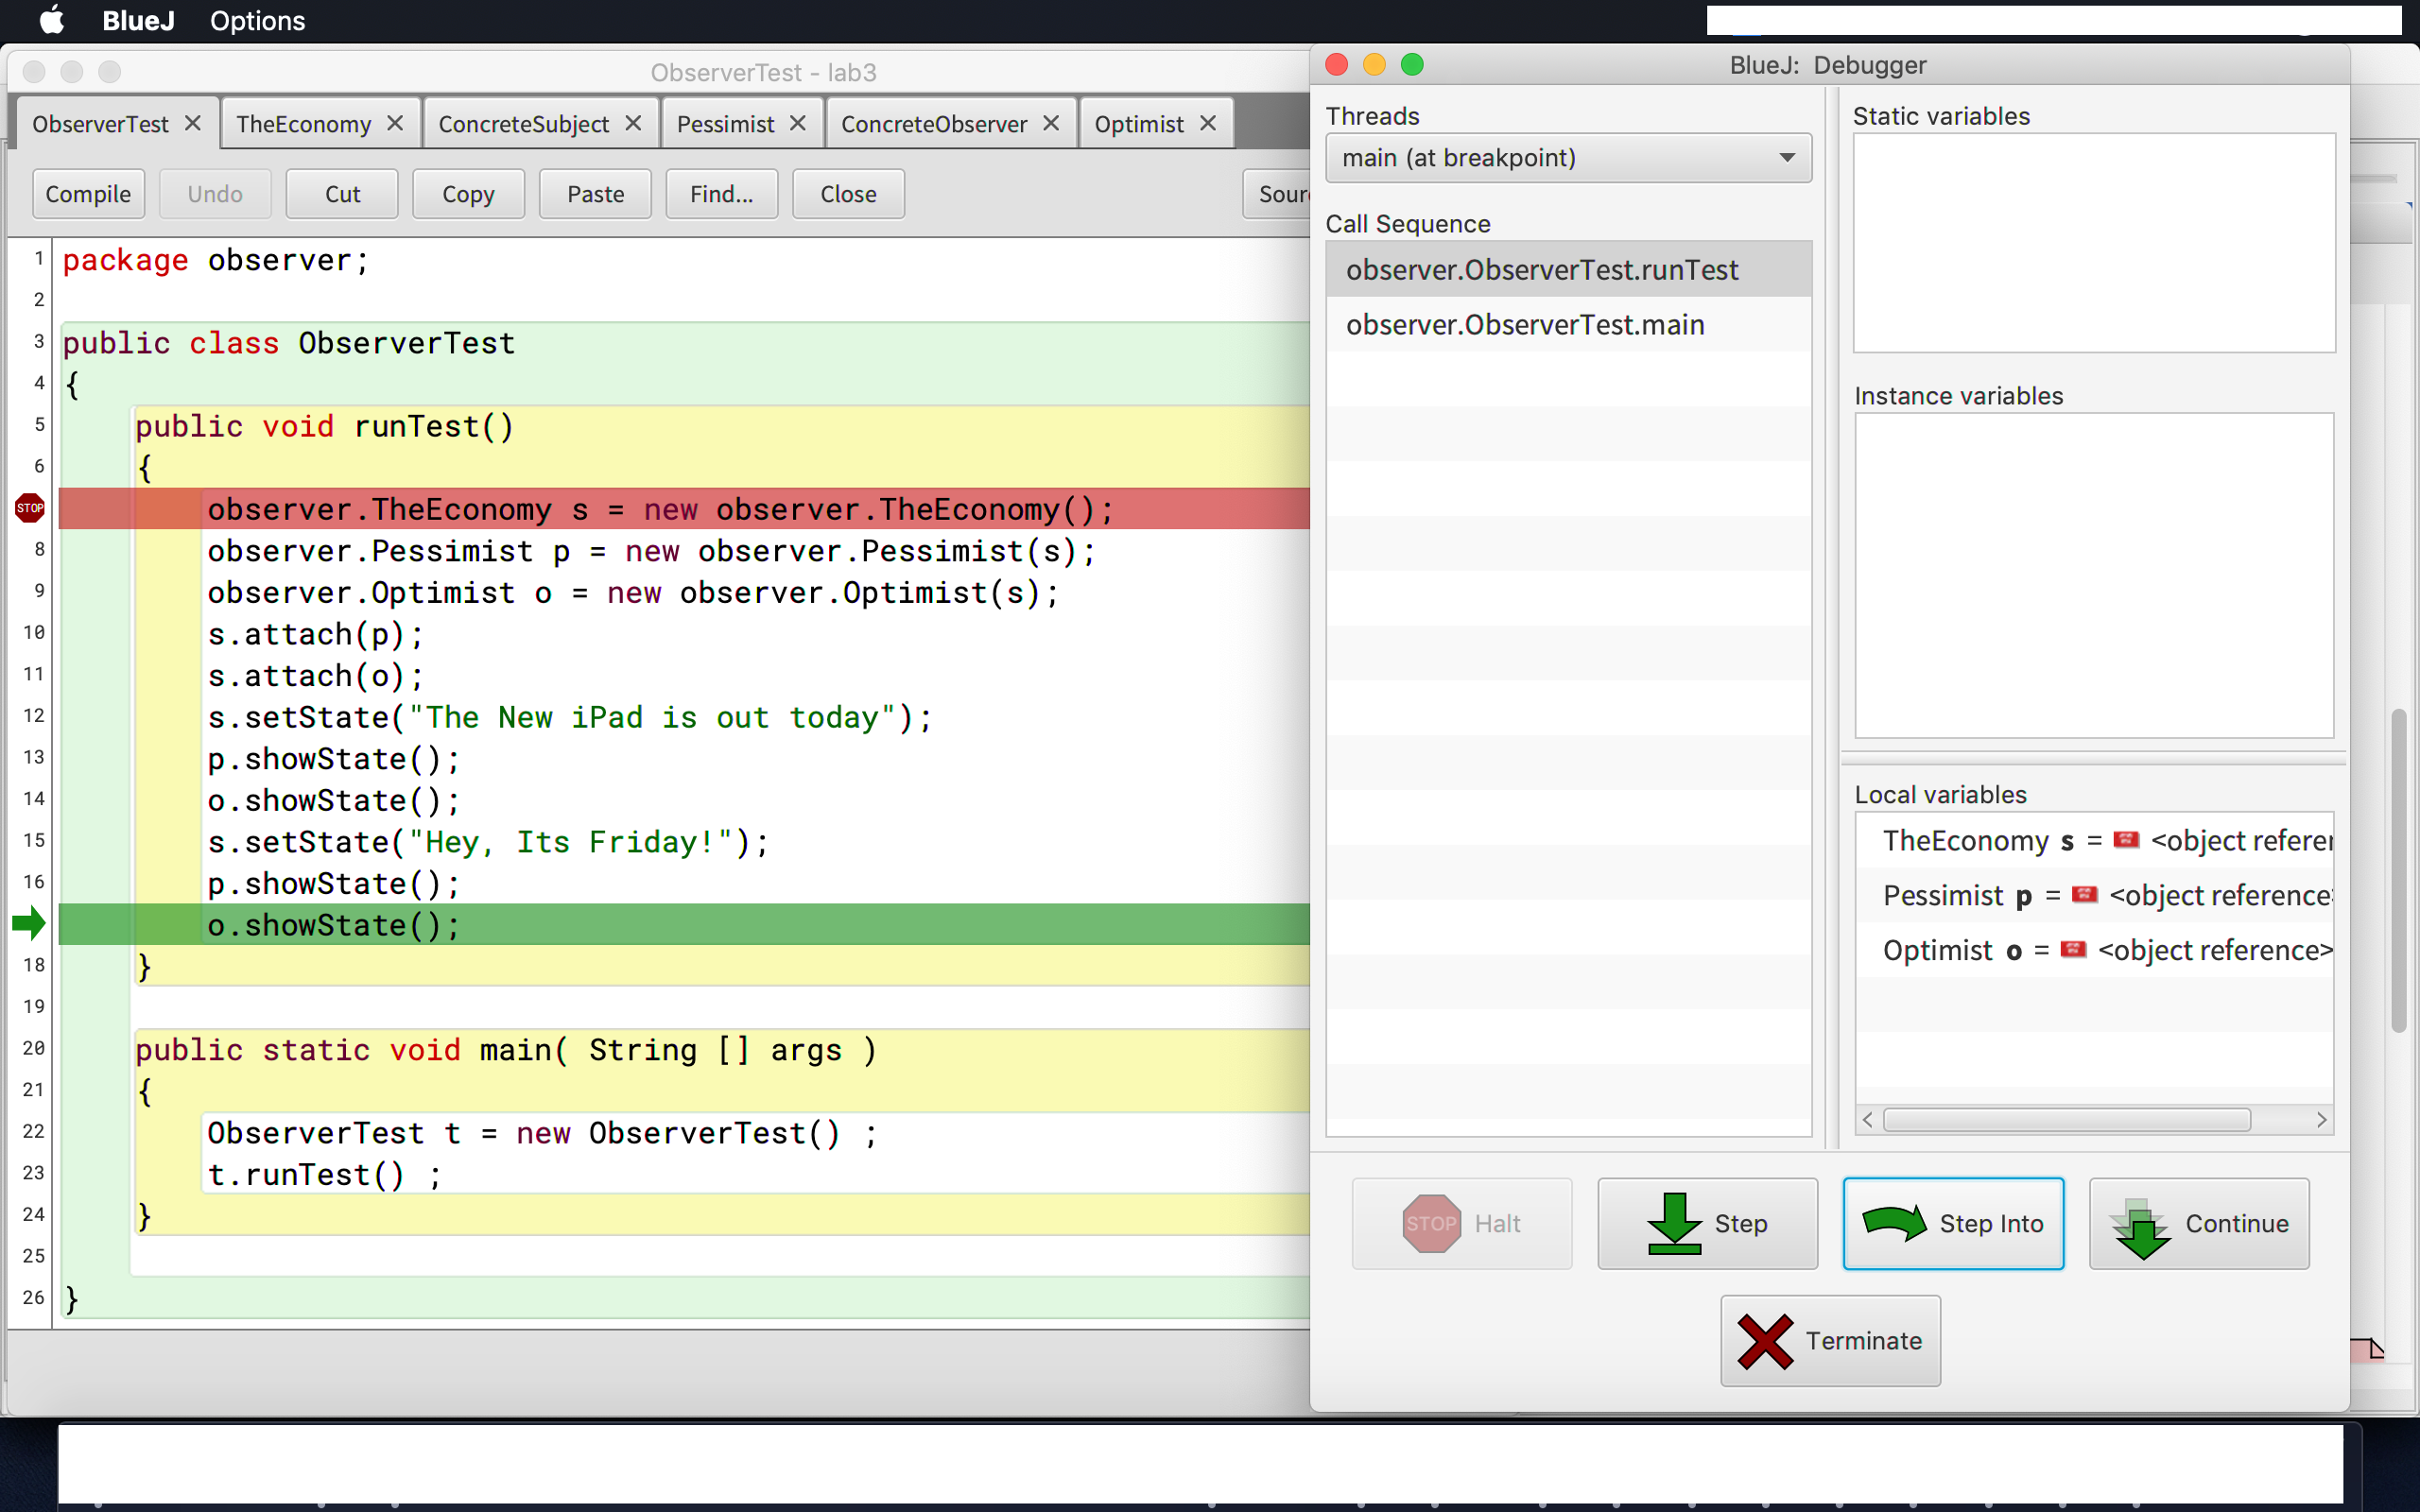 BlueJ Options
ObserverTest - lab3
ObserverTest TheEconomy ConcreteSubject Pessimist ConcreteObserver Optimist
Compile Undo Cut Copy Paste Find... Close
1 package observer;
2
3 public class ObserverTest
4 {
5 public void runTest()
6 {
STOP observer.TheEconomy s = new observer.TheEconomy();
8 observer.Pessimist p = new observer.Pessimist(s);
9 observer.Optimist o = new observer.Optimist(s);
10 s.attach(p);
11 s.attach(o);
12 s.setState("The New iPad is out today");
13 p.showState();
14 o.showState();
15 s.setState("Hey, Its Friday!");
16 p.showState();
o.showState();
18 }
19
20 public static void main( String [] args )
21 {
22 ObserverTest t = new ObserverTest() ;
23 t.runTest() ;
24 }
25
26 }
BlueJ: Debugger
Threads
main (at breakpoint)
Call Sequence
observer.ObserverTest.runTest
observer.ObserverTest.main
Static variables
Instance variables
Local variables
TheEconomy s = <object referen
Pessimist p = <object reference
Optimist o = <object reference>
STOP Halt Step Step Into Continue
Terminate